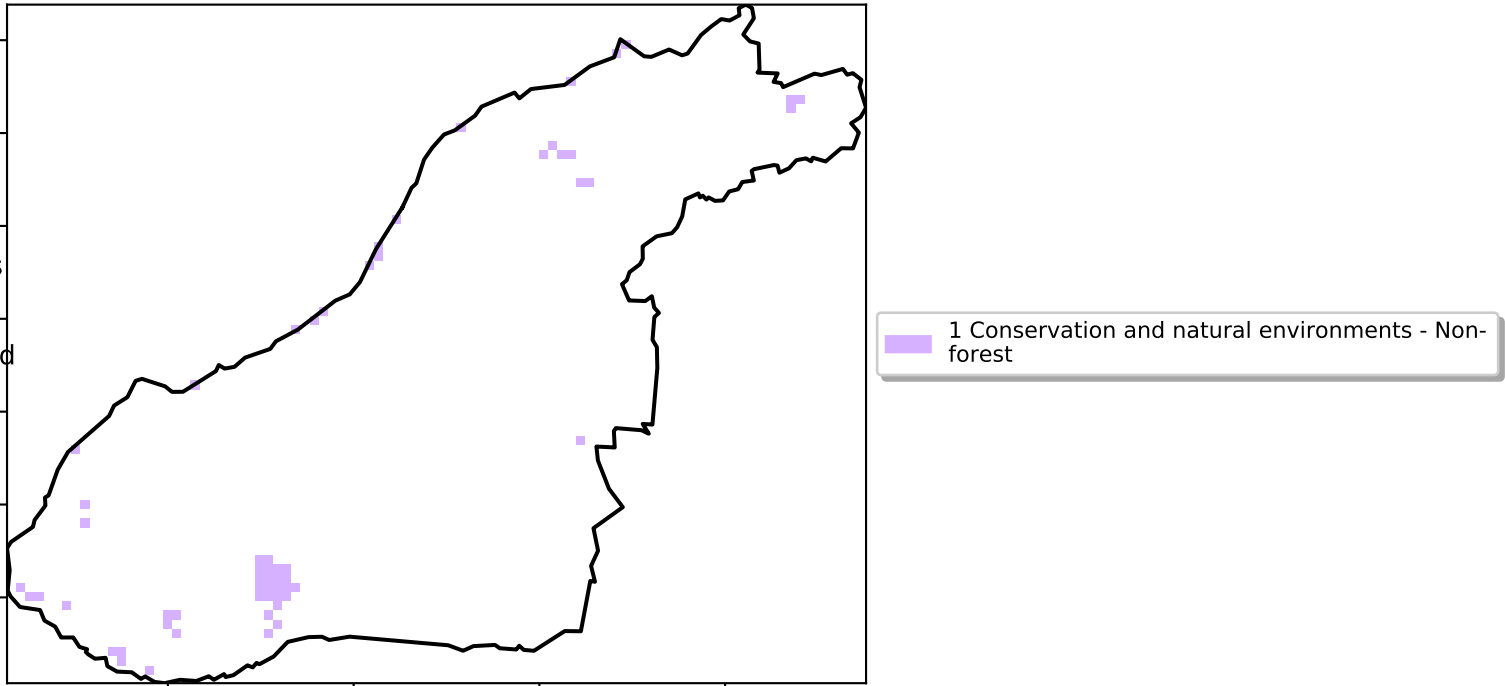 1 Conservation and natural environments - Non-
forest
d